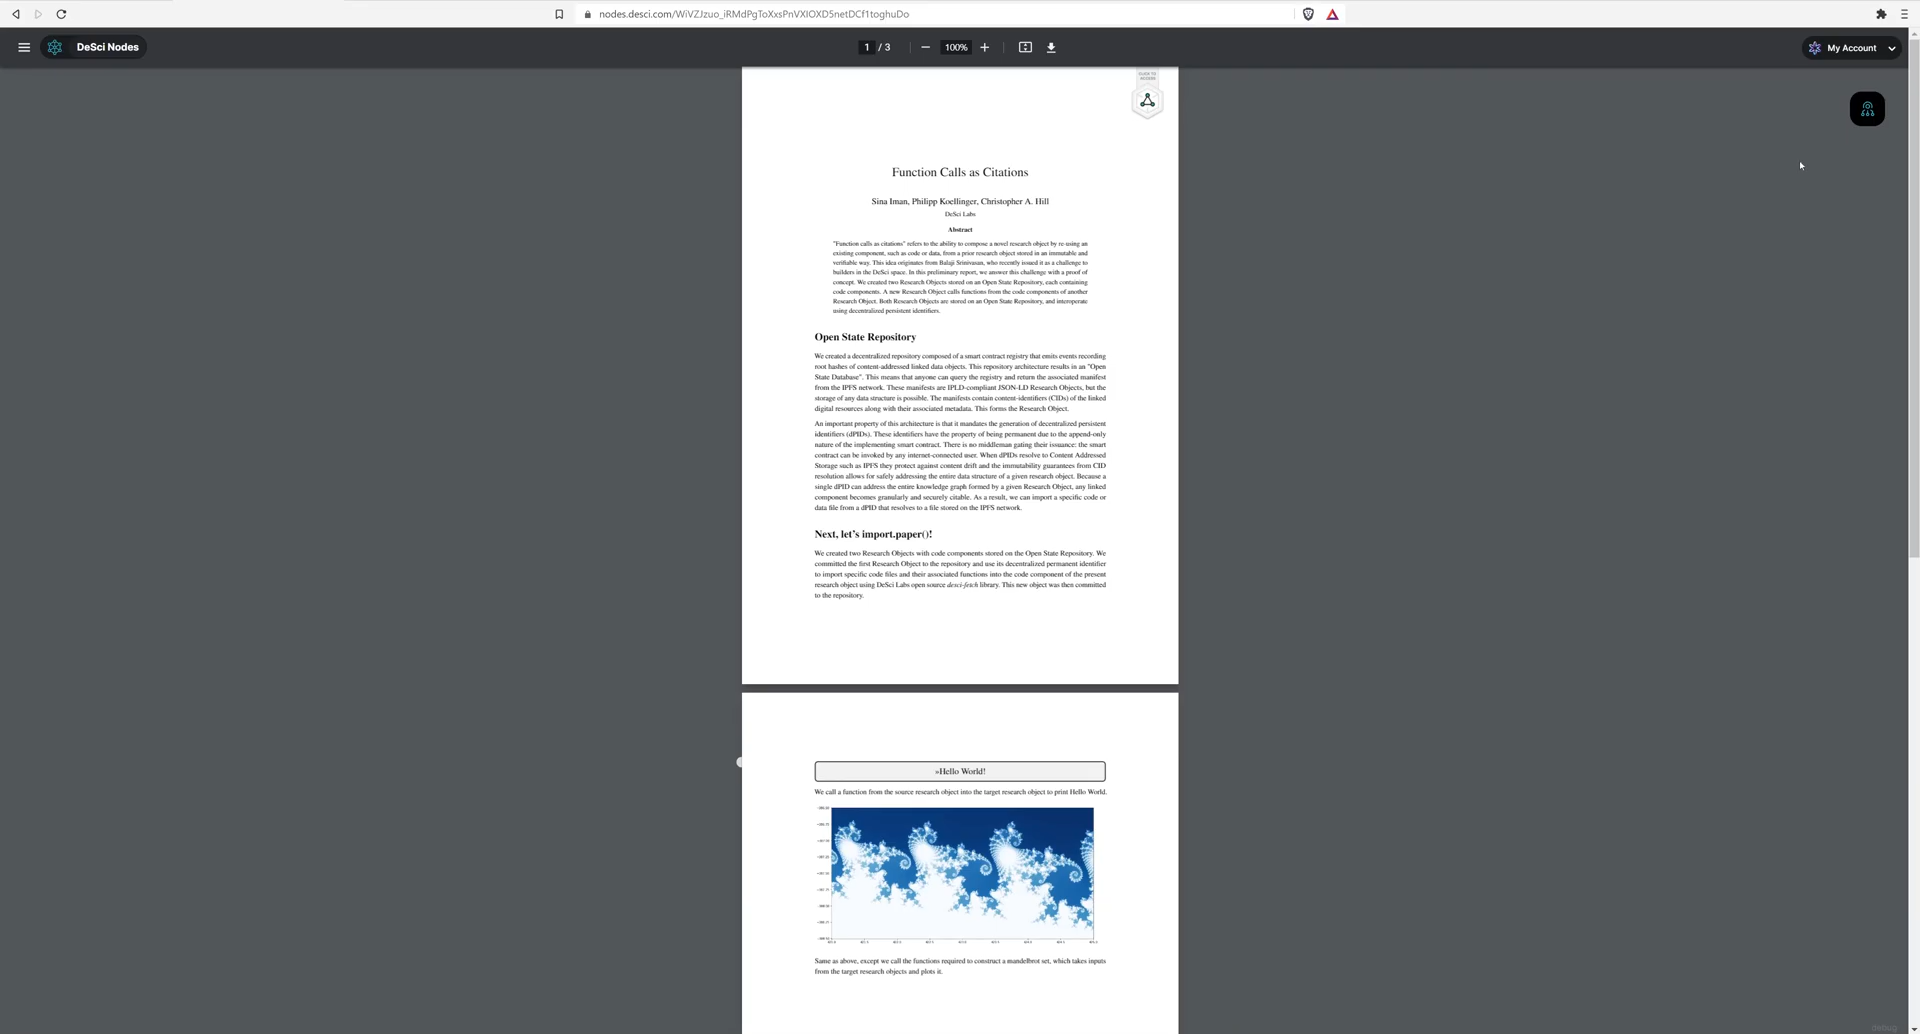 nodes.desci.com/WiVZJzuo_iRMdPgToXxsPnVXIOXD5netDCf1toghuDo
DeSci Nodes
1 / 3
100%
My Account
CLICK TO
ACCESS
Function Calls as Citations
Sina Iman, Philipp Koellinger, Christopher A. Hill
DeSci Labs
Abstract
"Function calls as citations" refers to the ability to compose a novel research object by re-using an
existing component, such as code or data, from a prior research object stored in an immutable and
verifiable way. This idea originates from Balaji Srinivasan, who recently issued it as a challenge to
builders in the DeSci space. In this preliminary report, we answer this challenge with a proof of
concept. We created two Research Objects stored on an Open State Repository, each containing
code components. A new Research Object calls functions from the code components of another
Research Object. Both Research Objects are stored on an Open State Repository, and interoperate
using decentralized persistent identifiers.
Open State Repository
We created a decentralized repository composed of a smart contract registry that emits events recording
root hashes of content-addressed linked data objects. This repository architecture results in an "Open
State Database". This means that anyone can query the registry and return the associated manifest
from the IPFS network. These manifests are IPLD-compliant JSON-LD Research Objects, but the
storage of any data structure is possible. The manifests contain content-identifiers (CIDs) of the linked
digital resources along with their associated metadata. This forms the Research Object.
An important property of this architecture is that it mandates the generation of decentralized persistent
identifiers (dPIDs). These identifiers have the property of being permanent due to the append-only
nature of the implementing smart contract. There is no middleman gating their issuance: the smart
contract can be invoked by any internet-connected user. When dPIDs resolve to Content Addressed
Storage such as IPFS they protect against content drift and the immutability guarantees from CID
resolution allows for safely addressing the entire data structure of a given research object. Because a
single dPID can address the entire knowledge graph formed by a given Research Object, any linked
component becomes granularly and securely citable. As a result, we can import a specific code or
data file from a dPID that resolves to a file stored on the IPFS network.
Next, let's import.paper()!
We created two Research Objects with code components stored on the Open State Repository. We
committed the first Research Object to the repository and use its decentralized permanent identifier
to import specific code files and their associated functions into the code component of the present
research object using DeSci Labs open source desci-fetch library. This new object was then committed
to the repository.
»Hello World!
We call a function from the source research object into the target research object to print Hello World.
Same as above, except we call the functions required to construct a mandelbrot set, which takes inputs
from the target research objects and plots it.
debug